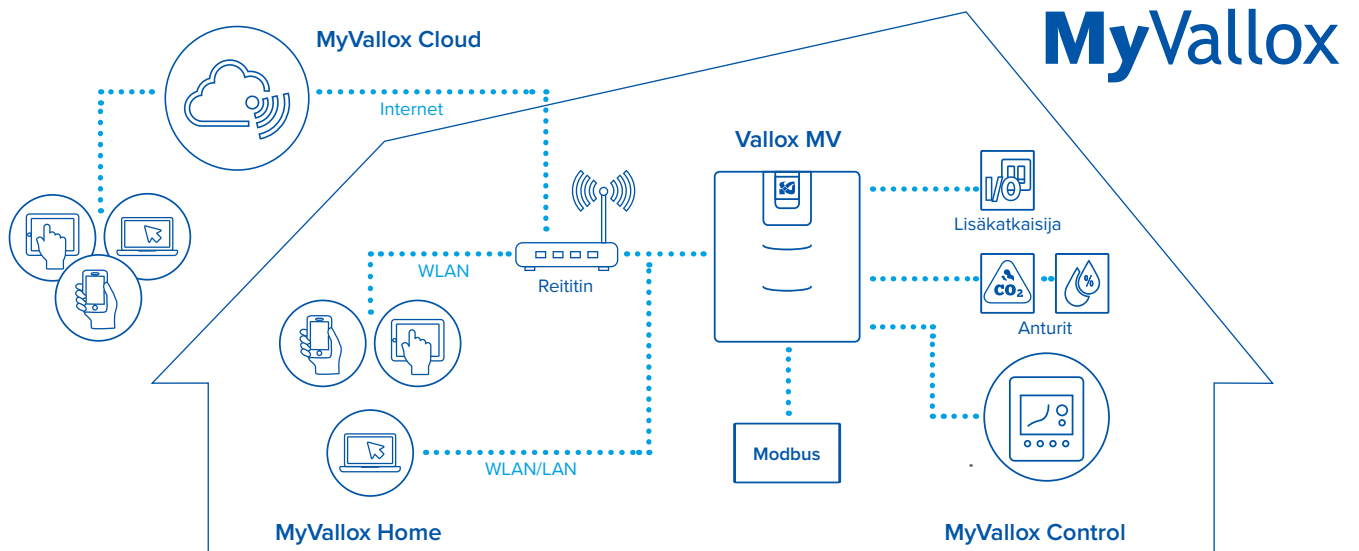 MyVallox
MyVallox Cloud
Internet
Vallox MV
I/O
Lisäkatkaisija
WLAN
Reititin
CO₂
%
Anturit
Modbus
WLAN/LAN
MyVallox Home
MyVallox Control